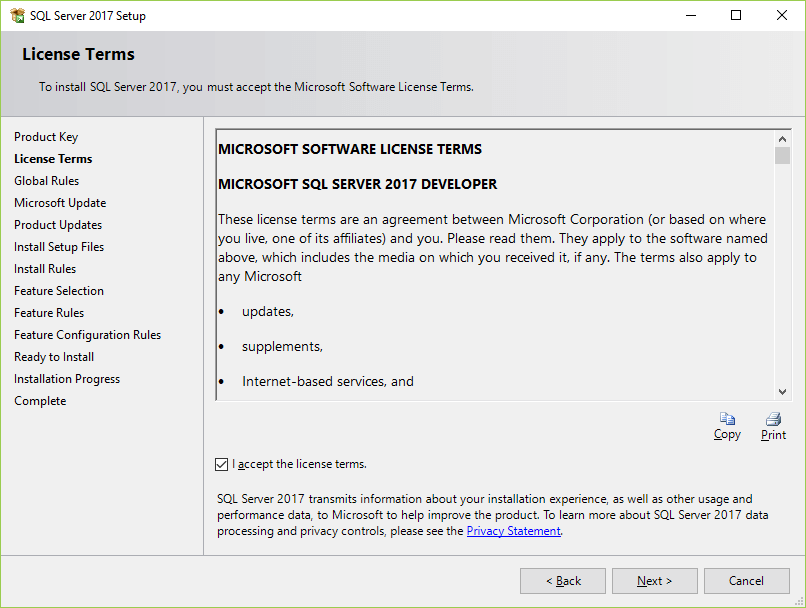 SQL Server 2017 Setup
License Terms
To install SQL Server 2017, you must accept the Microsoft Software License Terms.
Product Key
License Terms
Global Rules
Microsoft Update
Product Updates
Install Setup Files
Install Rules
Feature Selection
Feature Rules
Feature Configuration Rules
Ready to Install
Installation Progress
Complete
MICROSOFT SOFTWARE LICENSE TERMS
MICROSOFT SQL SERVER 2017 DEVELOPER
These license terms are an agreement between Microsoft Corporation (or based on where
you live, one of its affiliates) and you. Please read them. They apply to the software named
above, which includes the media on which you received it, if any. The terms also apply to
any Microsoft
• updates,
• supplements,
• Internet-based services, and
Copy
Print
I accept the license terms.
SQL Server 2017 transmits information about your installation experience, as well as other usage and
performance data, to Microsoft to help improve the product. To learn more about SQL Server 2017 data
processing and privacy controls, please see the Privacy Statement.
< Back
Next >
Cancel